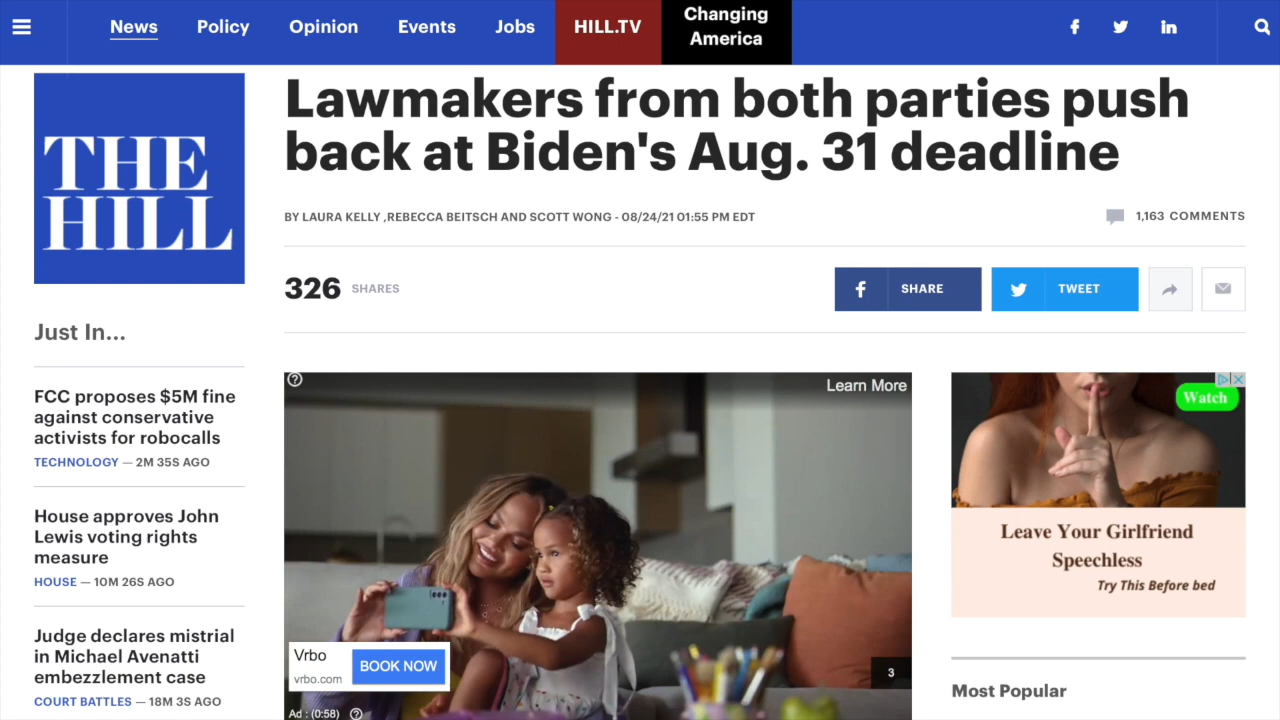 News
Policy
Opinion
Events
Jobs
HILL.TV
Changing
America
THE
HILL
Lawmakers from both parties push
back at Biden's Aug. 31 deadline
BY LAURA KELLY ,REBECCA BEITSCH AND SCOTT WONG - 08/24/21 01:55 PM EDT
1,163 COMMENTS
326 SHARES
SHARE
TWEET
Just In...
FCC proposes $5M fine
against conservative
activists for robocalls
TECHNOLOGY — 2M 35S AGO
House approves John
Lewis voting rights
measure
HOUSE — 10M 26S AGO
Judge declares mistrial
in Michael Avenatti
embezzlement case
COURT BATTLES — 18M 3S AGO
Learn More
Vrbo
vrbo.com
BOOK NOW
3
Ad : (0:58)
Watch
Leave Your Girlfriend
Speechless
Try This Before bed
Most Popular